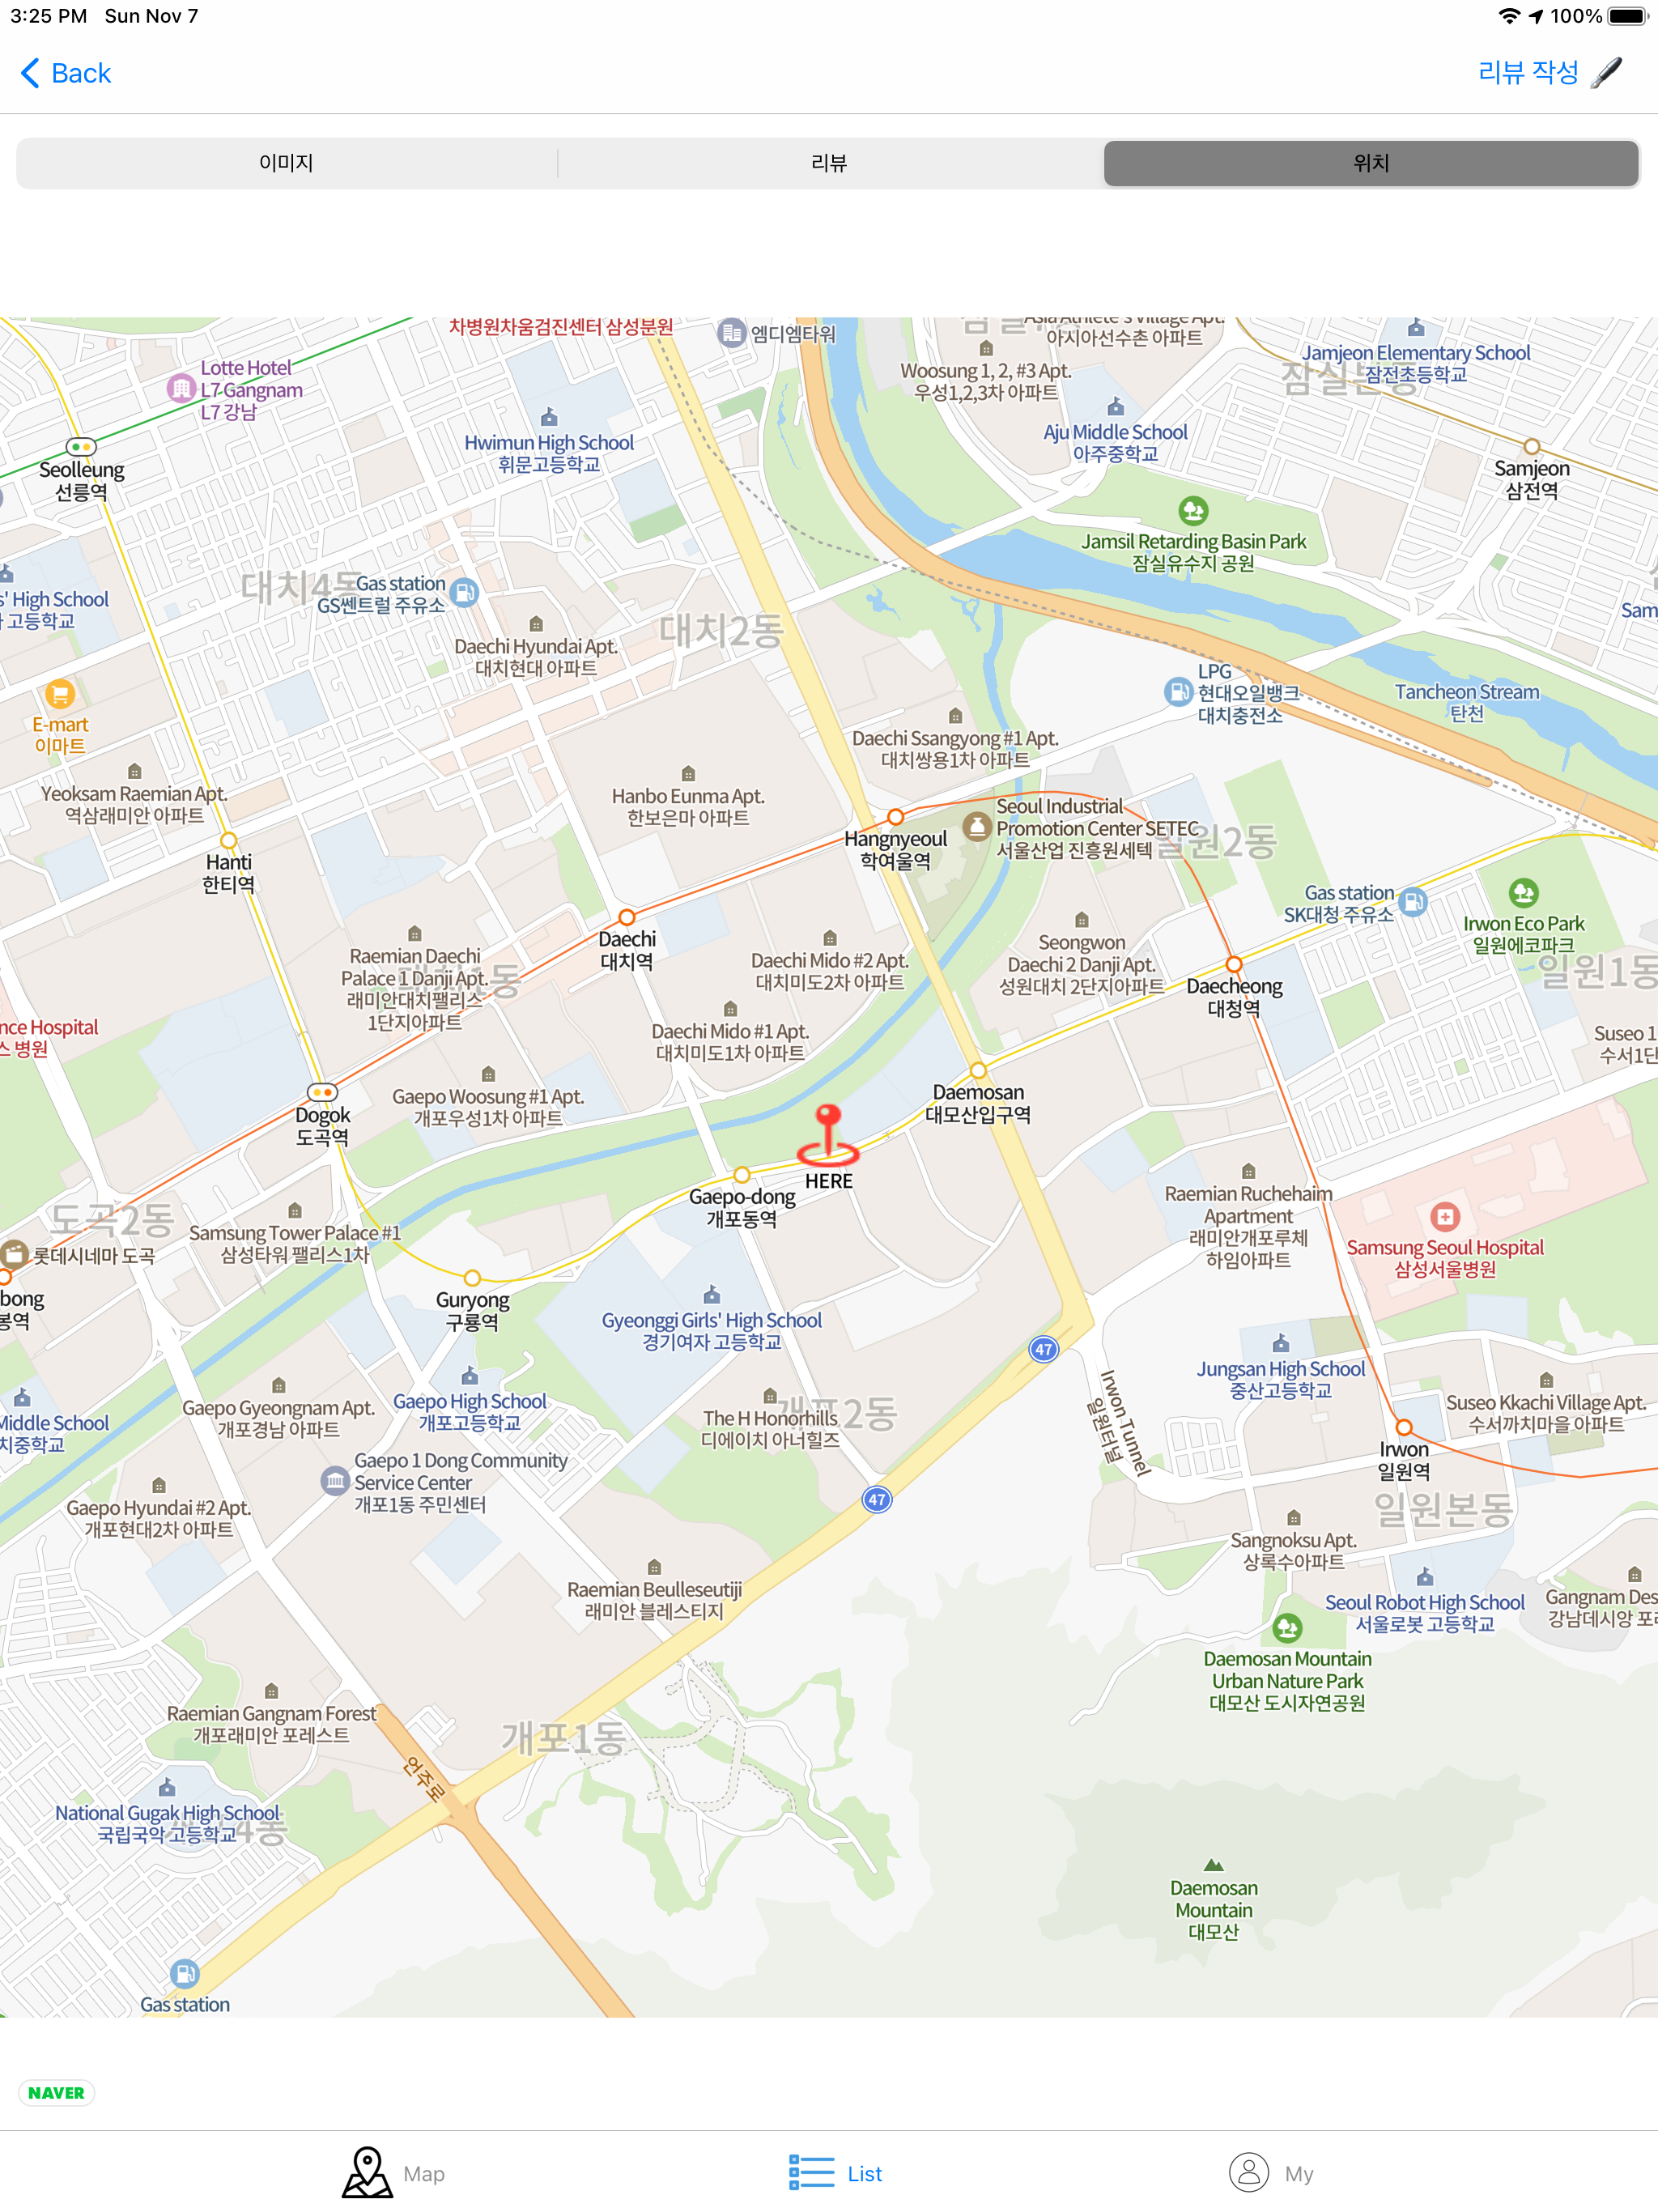 3:25 PM Sun Nov 7
100%
Back
리뷰 작성
이미지
리뷰
위치
차병원차움검진센터 삼성분원
엠디엠타워
아시아선수촌 아파트
Lotte Hotel
L7 Gangnam
L7 강남
Woosung 1, 2, #3 Apt.
우성1,2,3차 아파트
Jamjeon Elementary School
잠전초등학교
Hwimun High School
휘문고등학교
Aju Middle School
아주중학교
Seolleung
선릉역
Samjeon
삼전역
Jamsil Retarding Basin Park
잠실유수지 공원
대치4동
Gas station
GS쎈트럴 주유소
High School
고등학교
대치2동
Daechi Hyundai Apt.
대치현대 아파트
E-mart
이마트
LPG
현대오일뱅크
대치충전소
Tancheon Stream
탄천
Daechi Ssangyong #1 Apt.
대치쌍용1차 아파트
Yeoksam Raemian Apt.
역삼래미안 아파트
Hanbo Eunma Apt.
한보은마 아파트
Hangnyeoul
학여울역
Seoul Industrial
Promotion Center SETEC
서울산업 진흥원세텍
일원2동
Hanti
한티역
Gas station
SK대청 주유소
Irwon Eco Park
일원에코파크
일원1동
Daechi
대치역
Raemian Daechi
Palace 1 Danji Apt.
래미안대치팰리스
1단지아파트
Daechi Mido #2 Apt.
대치미도2차 아파트
Seongwon
Daechi 2 Danji Apt.
성원대치 2단지아파트
Daecheong
대청역
Hospital
병원
Daechi Mido #1 Apt.
대치미도1차 아파트
Suseo 1
Gaepo Woosung #1 Apt.
개포우성1차 아파트
Dogok
도곡역
Daemosan
대모산입구역
HERE
Gaepo-dong
개포동역
도곡2동
Samsung Tower Palace #1
삼성타워 팰리스1차
롯데시네마 도곡
Raemian Ruchehaim
Apartment
래미안개포루체
하임아파트
Samsung Seoul Hospital
삼성서울병원
Guryong
구룡역
Gyeonggi Girls' High School
경기여자 고등학교
47
Jungsan High School
중산고등학교
Gaepo Gyeongnam Apt.
개포경남 아파트
Gaepo High School
개포고등학교
Middle School
The H Honorhills
디에이치 아너힐즈
개포2동
Irwon Tunnel
일원터널
Suseo Kkachi Village Apt.
수서까치마을 아파트
Irwon
일원역
Gaepo 1 Dong Community
Service Center
개포1동 주민센터
Gaepo Hyundai #2 Apt.
개포현대2차 아파트
47
일원본동
Sangnoksu Apt.
상록수아파트
Raemian Beulleseutiji
래미안 블레스티지
Seoul Robot High School
서울로봇 고등학교
Gangnam Des
강남데시앙 포레
Daemosan Mountain
Urban Nature Park
대모산 도시자연공원
Raemian Gangnam Forest
개포래미안 포레스트
개포1동
언주로
National Gugak High School
국립국악 고등학교
Daemosan
Mountain
대모산
Gas station
NAVER
Map
List
My